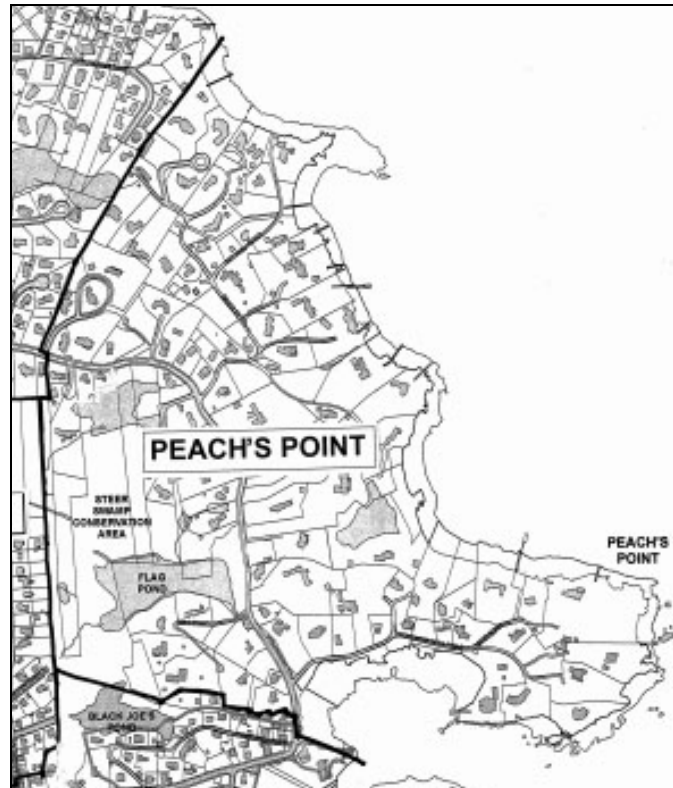 PEACH'S POINT
STEER
SWAMP
CONSERVATION
AREA
PEACH'S
POINT
FLAG
POND
BLACK JOE'S
POND